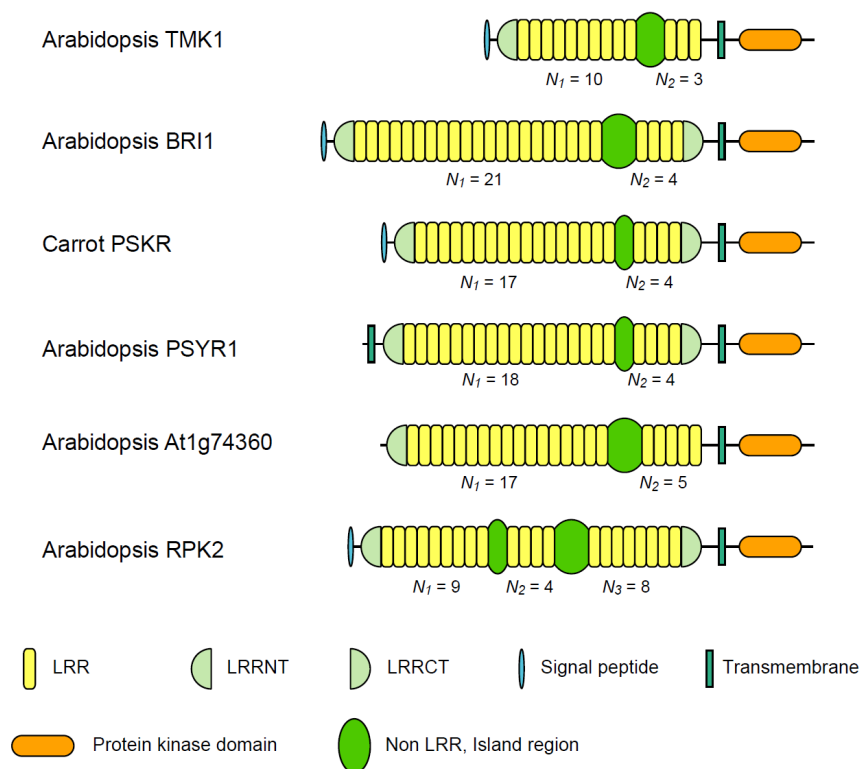 Arabidopsis TMK1
N1 = 10 N2 = 3
Arabidopsis BRI1
N1 = 21 N2 = 4
Carrot PSKR
N1 = 17 N2 = 4
Arabidopsis PSYR1
N1 = 18 N2 = 4
Arabidopsis At1g74360
N1 = 17 N2 = 5
Arabidopsis RPK2
N1 = 9 N2 = 4 N3 = 8
LRR LRRNT LRRCT Signal peptide Transmembrane
Protein kinase domain Non LRR, Island region